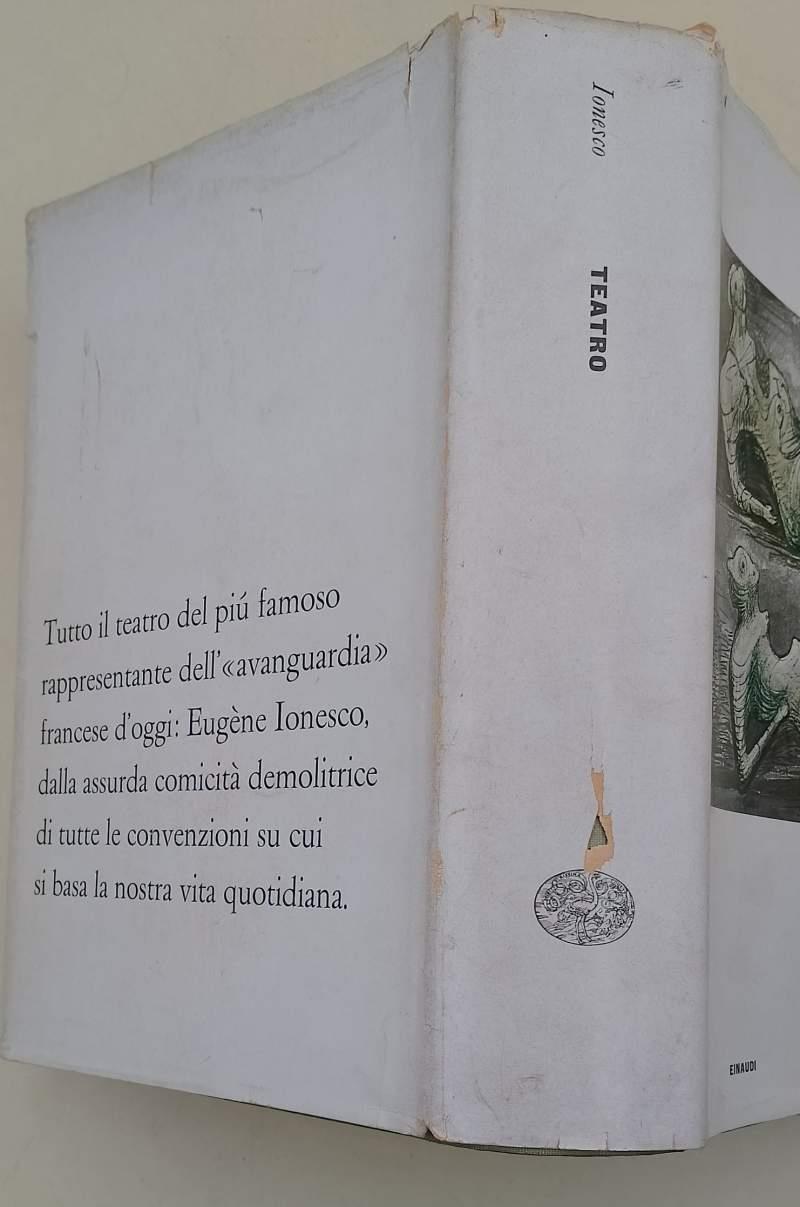 Tutto il teatro del piú famoso
rappresentante dell'«avanguardia»
francese d'oggi: Eugène Ionesco,
dalla assurda comicità demolitrice
di tutte le convenzioni su cui
si basa la nostra vita quotidiana.
Ionesco
TEATRO
EINAUDI